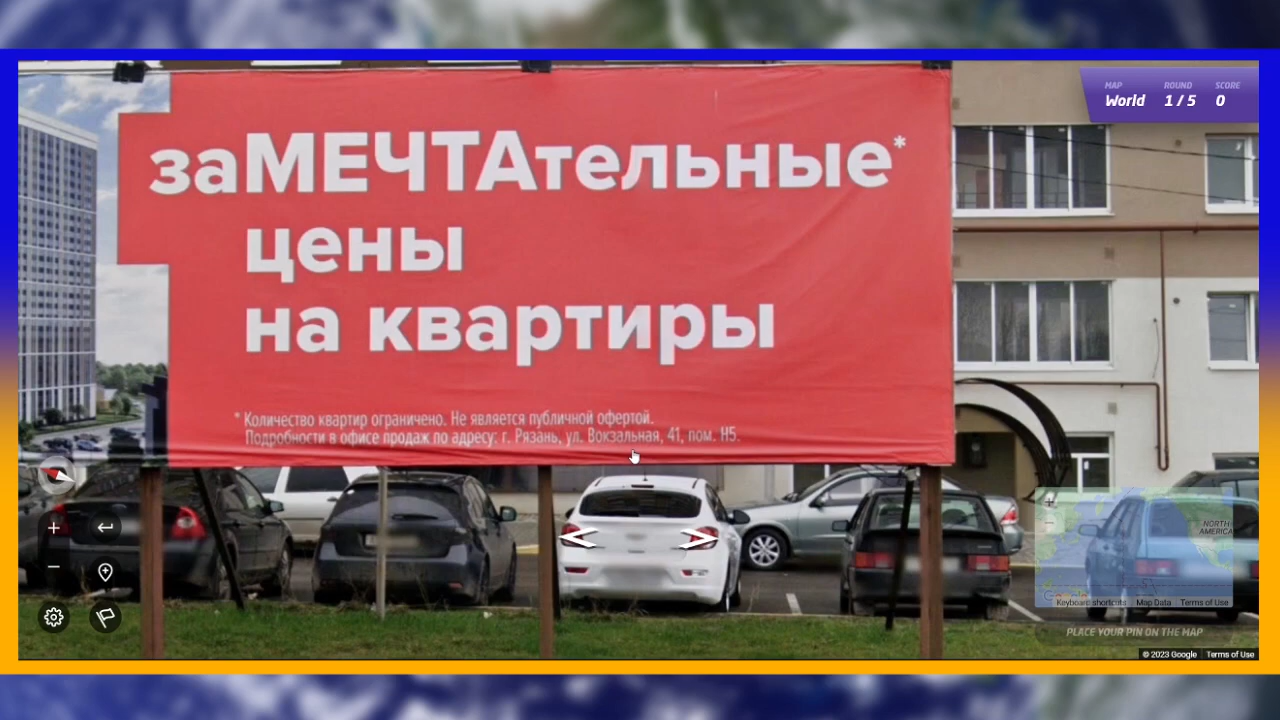 MAP ROUND SCORE
World 1 / 5 0
заМЕЧТАтельные*
цены
на квартиры
* Количество квартир ограничено. Не является публичной офертой.
Подробности в офисе продаж по адресу: г. Рязань, ул. Вокзальная, 41, пом. Н5.
NORTH
AMERICA
Google
Keyboard shortcuts Map Data Terms of Use
PLACE YOUR PIN ON THE MAP
© 2023 Google Terms of Use